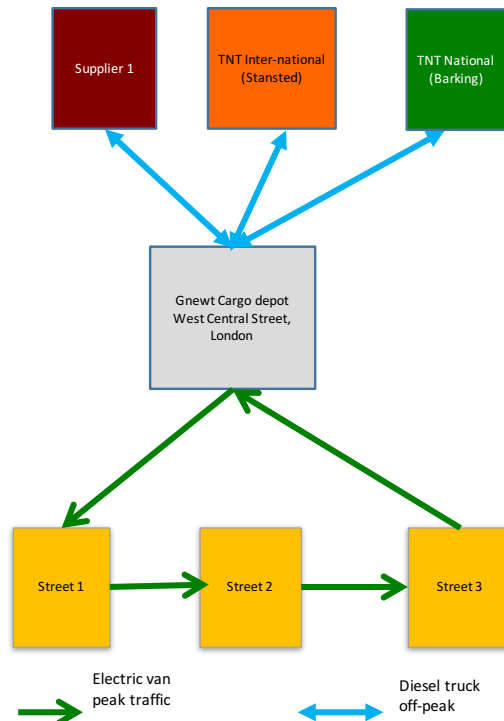 Supplier 1
TNT Inter-national
(Stansted)
TNT National
(Barking)
Gnewt Cargo depot
West Central Street,
London
Street 1
Street 2
Street 3
Electric van
peak traffic
Diesel truck
off-peak